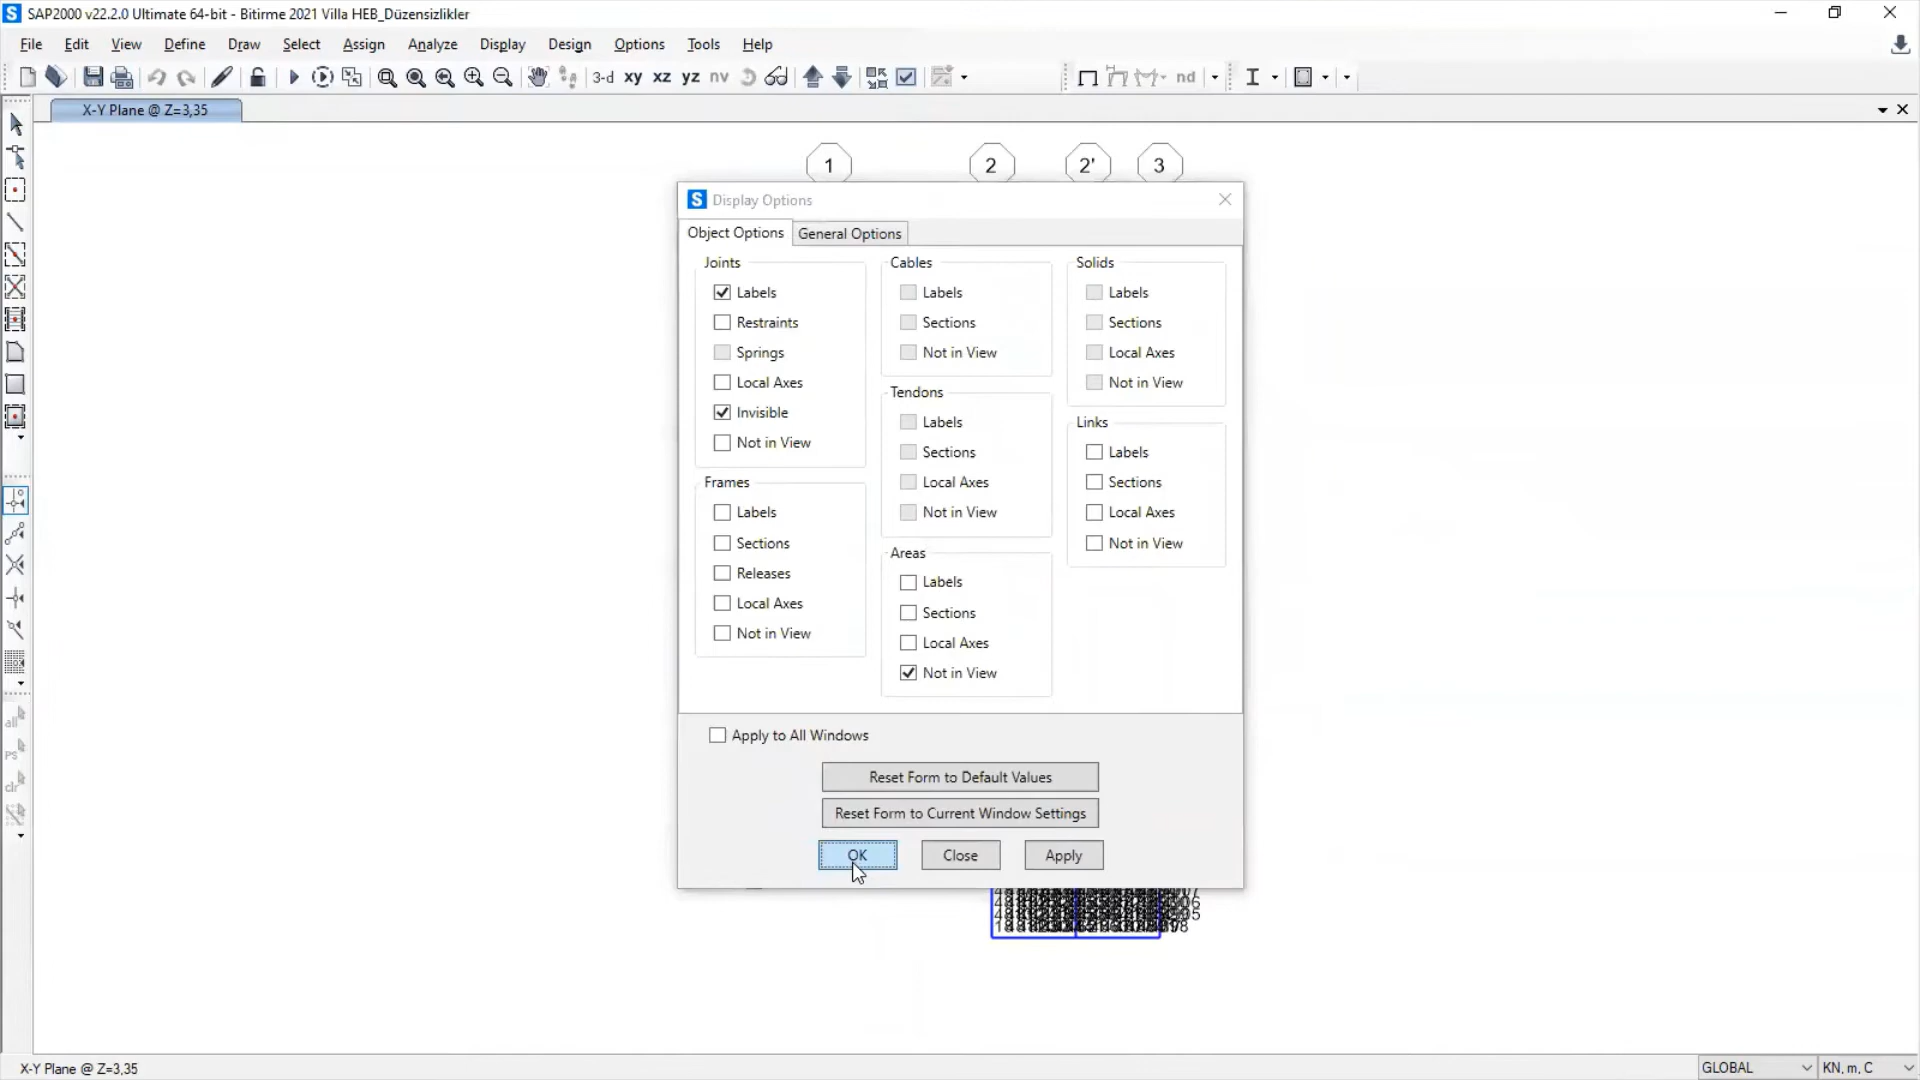 SAP2000 v22.2.0 Ultimate 64-bit - Bitirme 2021 Villa HEB_Düzensizlikler
File Edit View Define Draw Select Assign Analyze Display Design Options Tools Help
3-d xy xz yz nv nd
X-Y Plane @ Z=3,35
1 2 2' 3
Display Options
Object Options General Options
Joints
Labels
Restraints
Springs
Local Axes
Invisible
Not in View
Frames
Labels
Sections
Releases
Local Axes
Not in View
Cables
Labels
Sections
Not in View
Tendons
Labels
Sections
Local Axes
Not in View
Areas
Labels
Sections
Local Axes
Not in View
Solids
Labels
Sections
Local Axes
Not in View
Links
Labels
Sections
Local Axes
Not in View
Apply to All Windows
Reset Form to Default Values
Reset Form to Current Window Settings
OK Close Apply
all
ps
clr
X-Y Plane @ Z=3,35
GLOBAL
KN, m, C